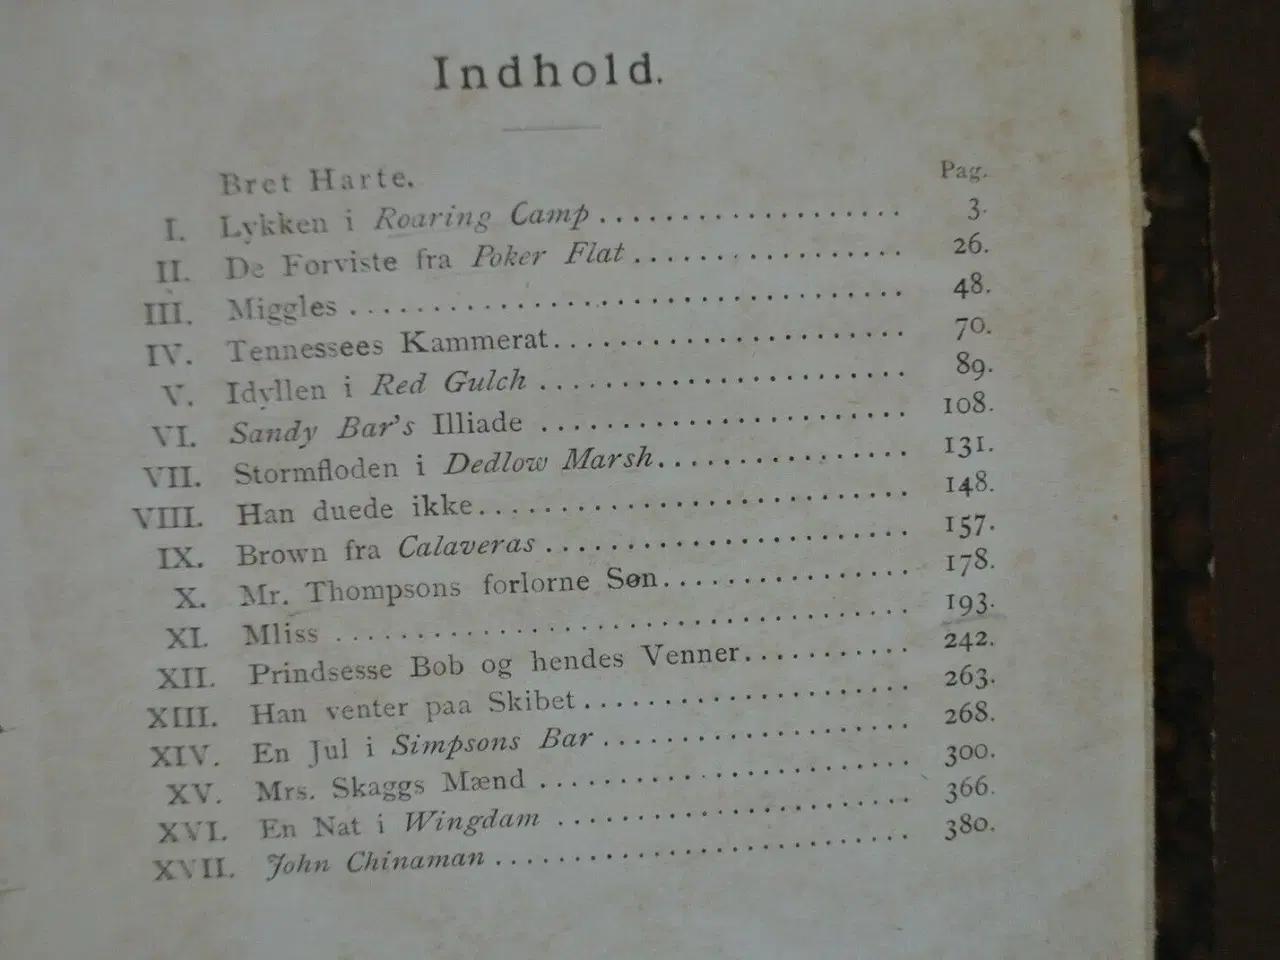 Indhold.
Bret Harte.
Pag.
I. Lykken i Roaring Camp .................... 3.
II. De Forviste fra Poker Flat .................. 26.
III. Miggles .............................. 48.
IV. Tennessees Kammerat....................... 70.
V. Idyllen i Red Gulch ........................ 89.
VI. Sandy Bar's Illiade ........................ 108.
VII. Stormfloden i Dedlow Marsh................ 131.
VIII. Han duede ikke........................... 148.
IX. Brown fra Calaveras ....................... 157.
X. Mr. Thompsons forlorne Søn................ 178.
XI. Mliss ................................. 193.
XII. Prindsesse Bob og hendes Venner........... 242.
XIII. Han venter paa Skibet..................... 263.
XIV. En Jul i Simpsons Bar .................... 268.
XV. Mrs. Skaggs Mænd ....................... 300.
XVI. En Nat i Wingdam ...................... 366.
XVII. John Chinaman .......................... 380.